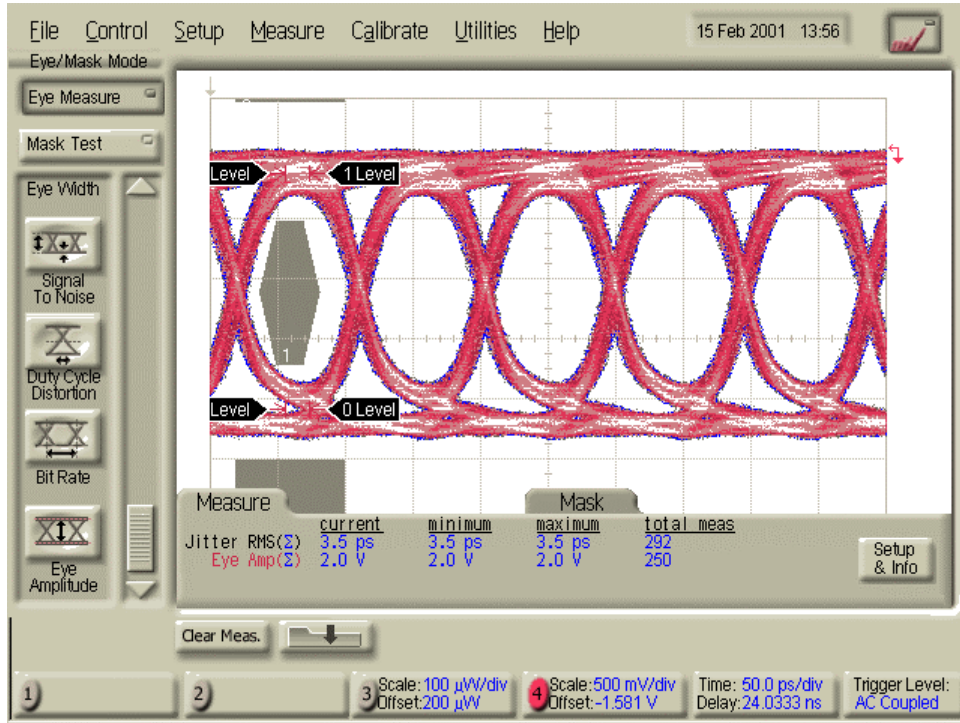 File Control Setup Measure Calibrate Utilities Help 15 Feb 2001 13:56
Eye/Mask Mode
Eye Measure
Mask Test
Eye Width
Signal
To Noise
Duty Cycle
Distortion
Bit Rate
Eye
Amplitude
Level 1 Level
1
Level 0 Level
Measure Mask
current minimum maximum total meas
Jitter RMS(Σ) 3.5 ps 3.5 ps 3.5 ps 292
Eye Amp(Σ) 2.0 V 2.0 V 2.0 V 250
Setup
& Info
Clear Meas.
1
2
3 Scale:100 µW/div
Offset:200 µW
4 Scale:500 mV/div
Offset:-1.581 V
Time: 50.0 ps/div
Delay:24.0333 ns
Trigger Level:
AC Coupled